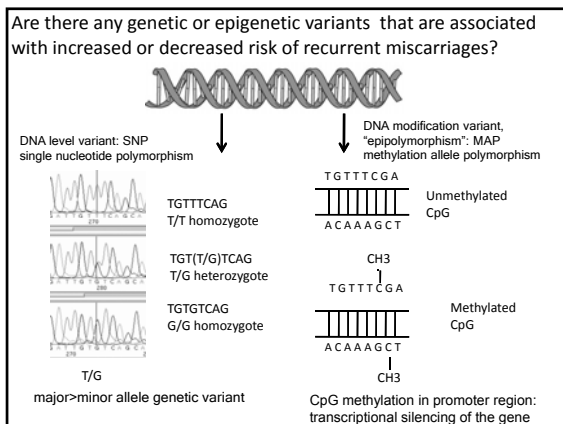 Are there any genetic or epigenetic variants that are associated
with increased or decreased risk of recurrent miscarriages?
DNA level variant: SNP
single nucleotide polymorphism
TGTTTCAG
T/T homozygote
TGT(T/G)TCAG
T/G heterozygote
TGTGTCAG
G/G homozygote
T/G
major>minor allele genetic variant
DNA modification variant,
"epipolymorphism": MAP
methylation allele polymorphism
T G T T T C G A
A C A A A G C T
Unmethylated
CpG
CH3
T G T T T C G A
A C A A A G C T
CH3
Methylated
CpG
CpG methylation in promoter region:
transcriptional silencing of the gene